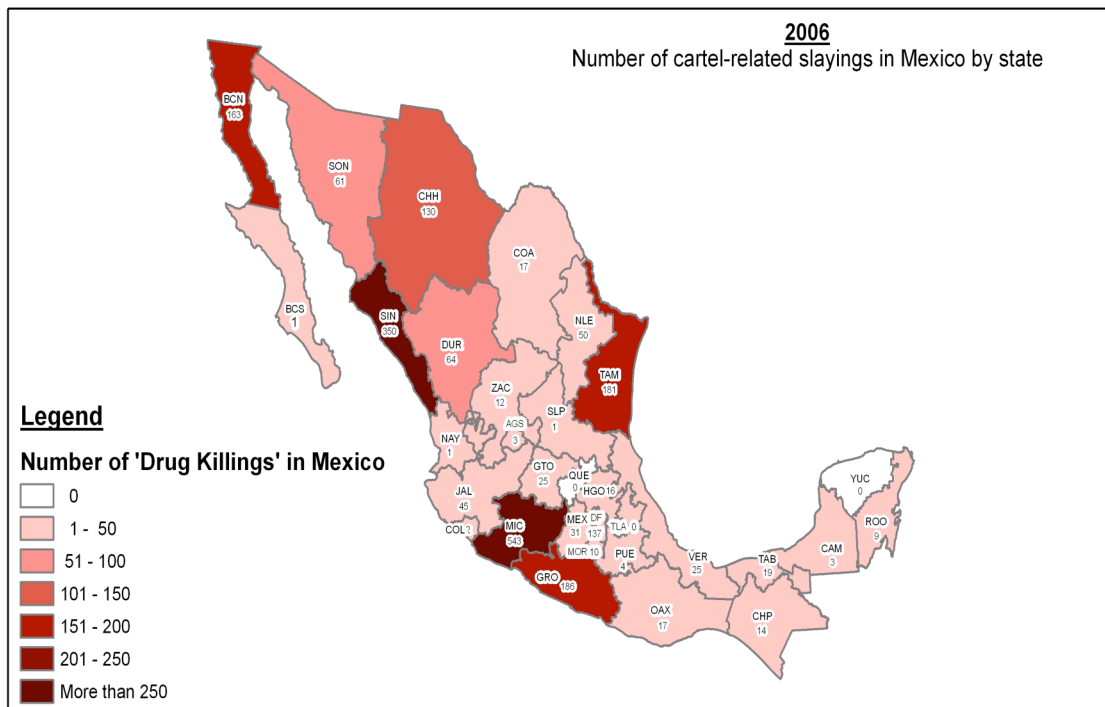 2006
Number of cartel-related slayings in Mexico by state
BCN
163
SON
61
CHH
130
COA
17
BCS
1
SIN
350
NLE
50
DUR
64
TAM
181
ZAC
12
SLP
1
AGS
3
NAY
1
GTO
25
QUE
0
HGO 16
YUC
0
JAL
45
ROO
9
COL ?
MIC
543
MEX
31
DF
137
TLA 0
MOR 10
PUE
4
VER
25
TAB
19
CAM
3
GRO 186
OAX
17
CHP
14
Legend
Number of 'Drug Killings' in Mexico
0
1 - 50
51 - 100
101 - 150
151 - 200
201 - 250
More than 250